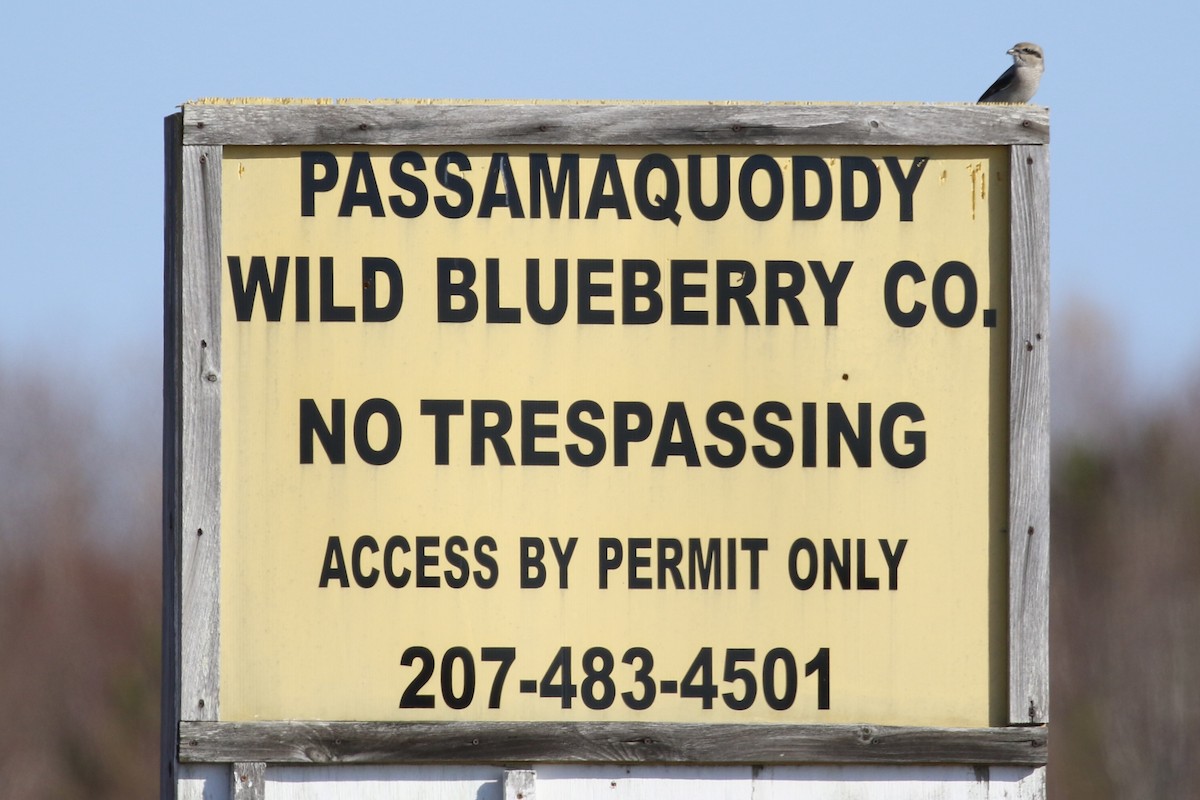 PASSAMAQUODDY
WILD BLUEBERRY CO.
NO TRESPASSING
ACCESS BY PERMIT ONLY
207-483-4501